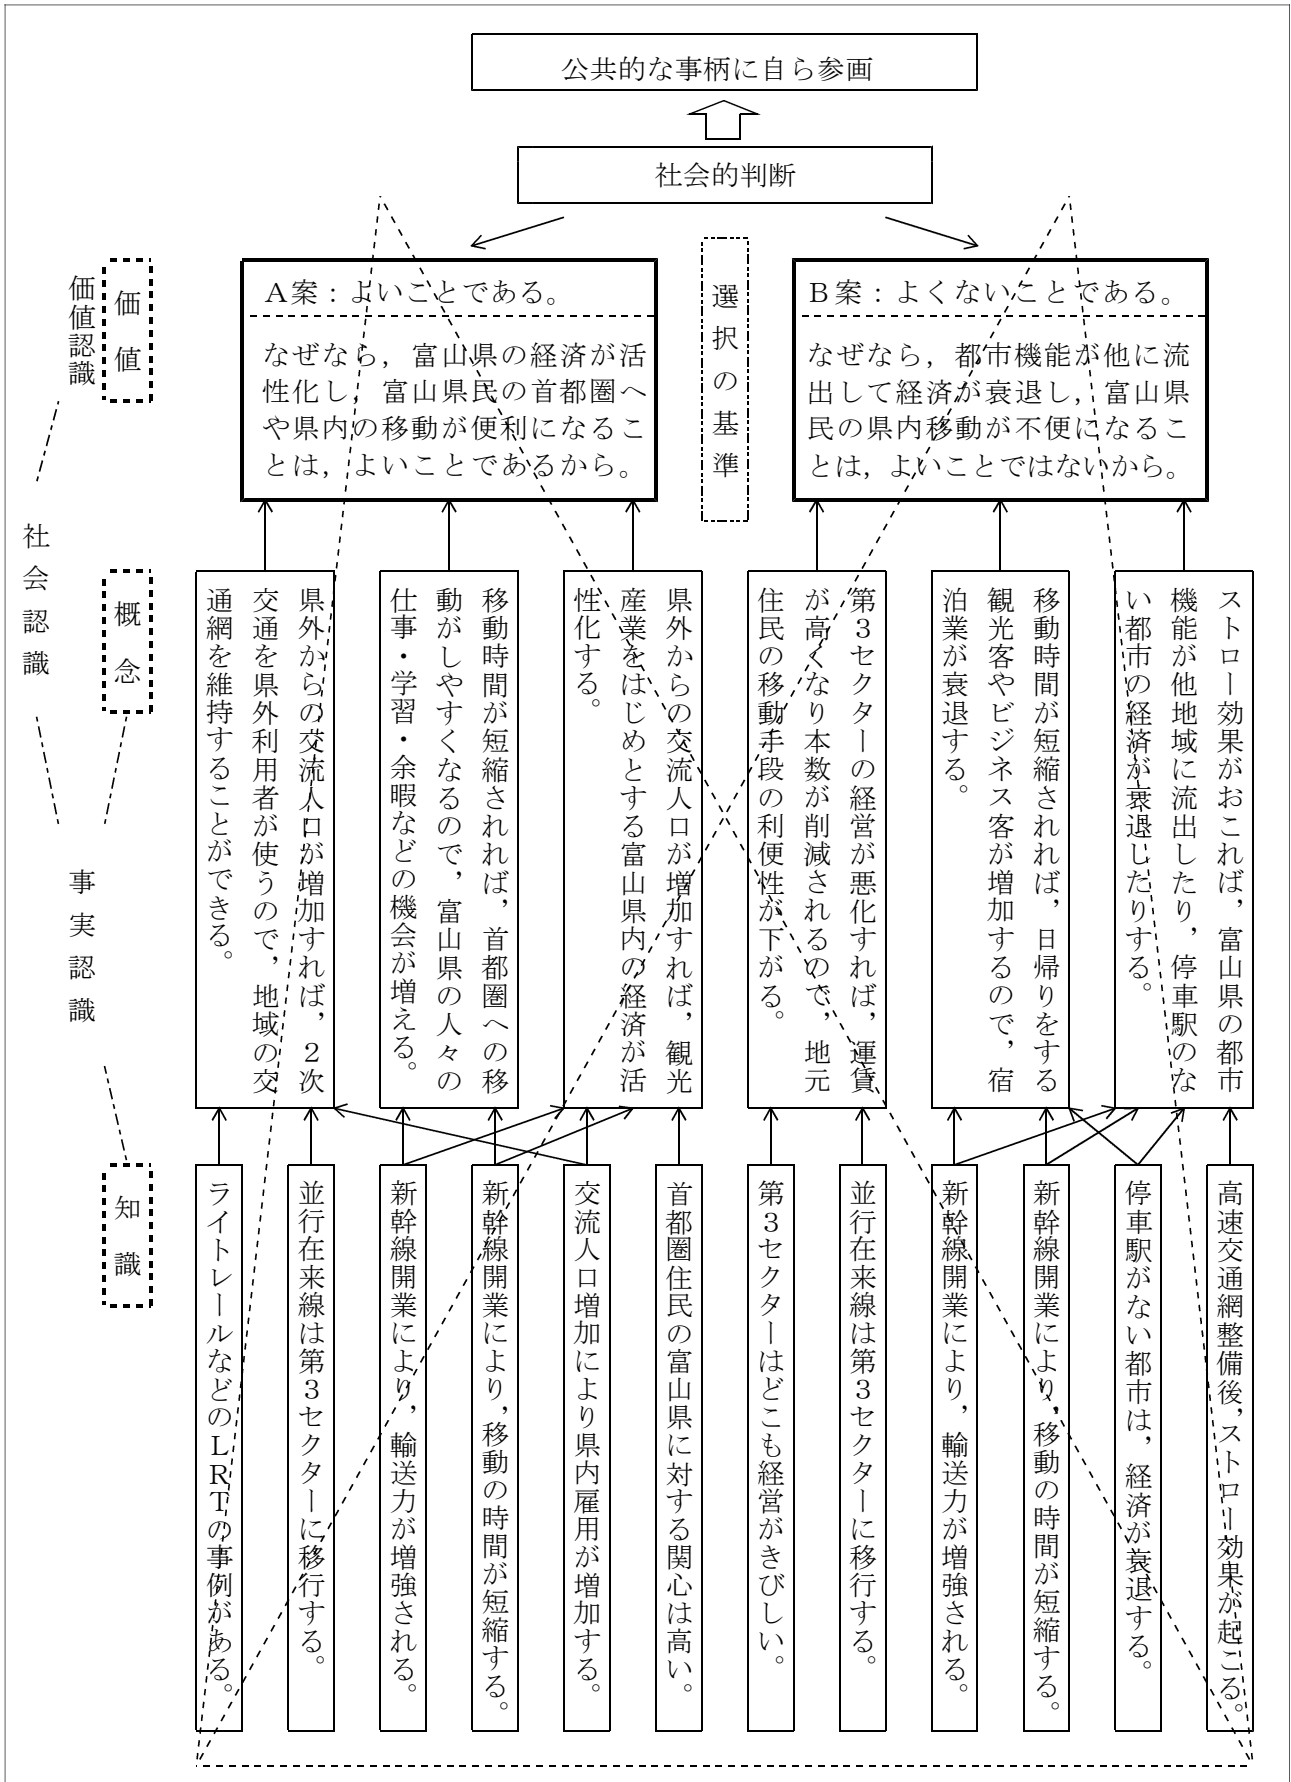 公共的な事柄に自ら参画
社会的判断
価値認識
価値
A案：よいことである。
なぜなら，富山県の経済が活
性化し，富山県民の首都圏へ
や県内の移動が便利になるこ
とは，よいことであるから。
選択の基準
B案：よくないことである。
なぜなら，都市機能が他に流
出して経済が衰退し，富山県
民の県内移動が不便になるこ
とは，よいことではないから。
社会認識
概念
県外からの交流人口が増加すれば，２次
交通を県外利用者が使うので，地域の交
通網を維持することができる。
移動時間が短縮されれば，首都圏への移
動がしやすくなるので，富山県の人々の
仕事・学習・余暇などの機会が増える。
県外からの交流人口が増加すれば，観光
産業をはじめとする富山県内の経済が活
性化する。
第３セクターの経営が悪化すれば，運賃
が高くなり本数が削減されるので，地元
住民の移動手段の利便性が下がる。
移動時間が短縮されれば，日帰りをする
観光客やビジネス客が増加するので，宿
泊業が衰退する。
ストロー効果がおこれば，富山県の都市
機能が他地域に流出したり，停車駅のな
い都市の経済が衰退したりする。
事実認識
知識
ライトレールなどのLRTの事例がある。
並行在来線は第３セクターに移行する。
新幹線開業により，輸送力が増強される。
新幹線開業により，移動の時間が短縮する。
交流人口増加により県内雇用が増加する。
首都圏住民の富山県に対する関心は高い。
第３セクターはどこも経営がきびしい。
並行在来線は第３セクターに移行する。
新幹線開業により，輸送力が増強される。
新幹線開業により，移動の時間が短縮する。
停車駅がない都市は，経済が衰退する。
高速交通網整備後，ストロー効果が起こる。